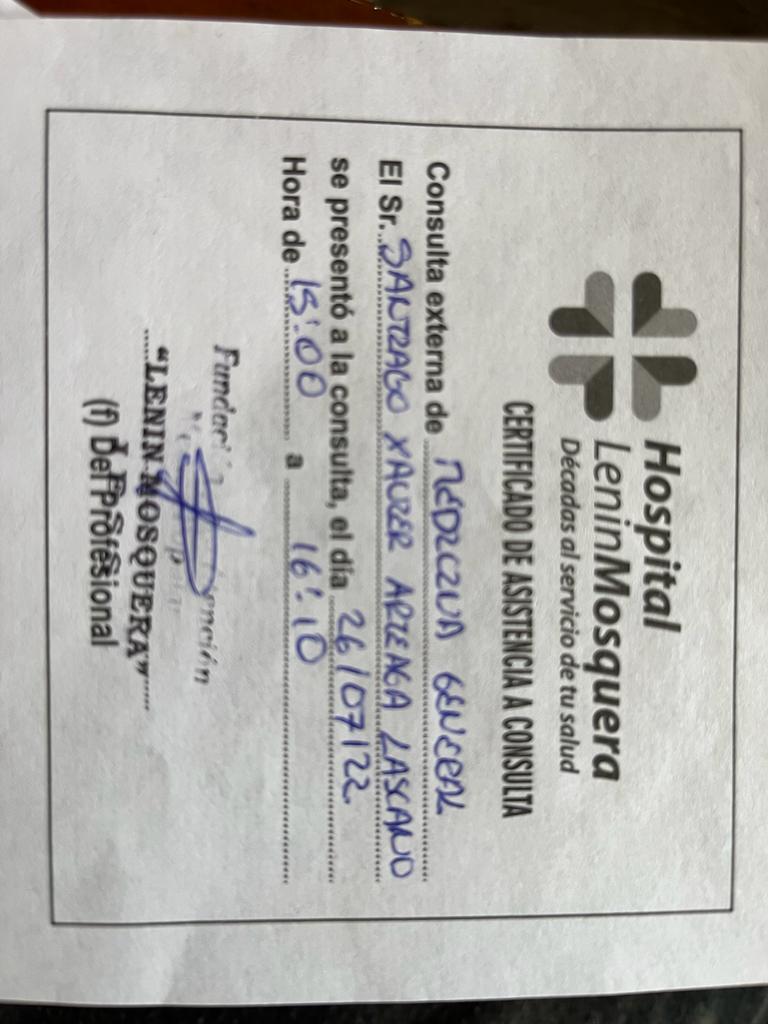 Hospital
LeninMosquera
Décadas al servicio de tu salud
CERTIFICADO DE ASISTENCIA A CONSULTA
Consulta externa de MEDICINA GENERAL
El Sr. SANTIAGO XAVIER ARTEAGA LASCANO
se presentó a la consulta, el día 26/07/22.
Hora de 15:00 a 16:10
"LENIN MOSQUERA"
(f) Del Profesional